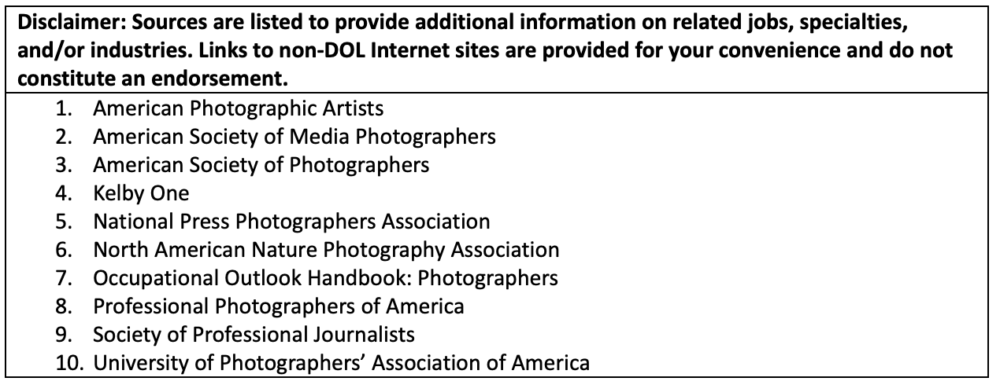 Disclaimer: Sources are listed to provide additional information on related jobs, specialties,
and/or industries. Links to non-DOL Internet sites are provided for your convenience and do not
constitute an endorsement.
1. American Photographic Artists
2. American Society of Media Photographers
3. American Society of Photographers
4. Kelby One
5. National Press Photographers Association
6. North American Nature Photography Association
7. Occupational Outlook Handbook: Photographers
8. Professional Photographers of America
9. Society of Professional Journalists
10. University of Photographers’ Association of America